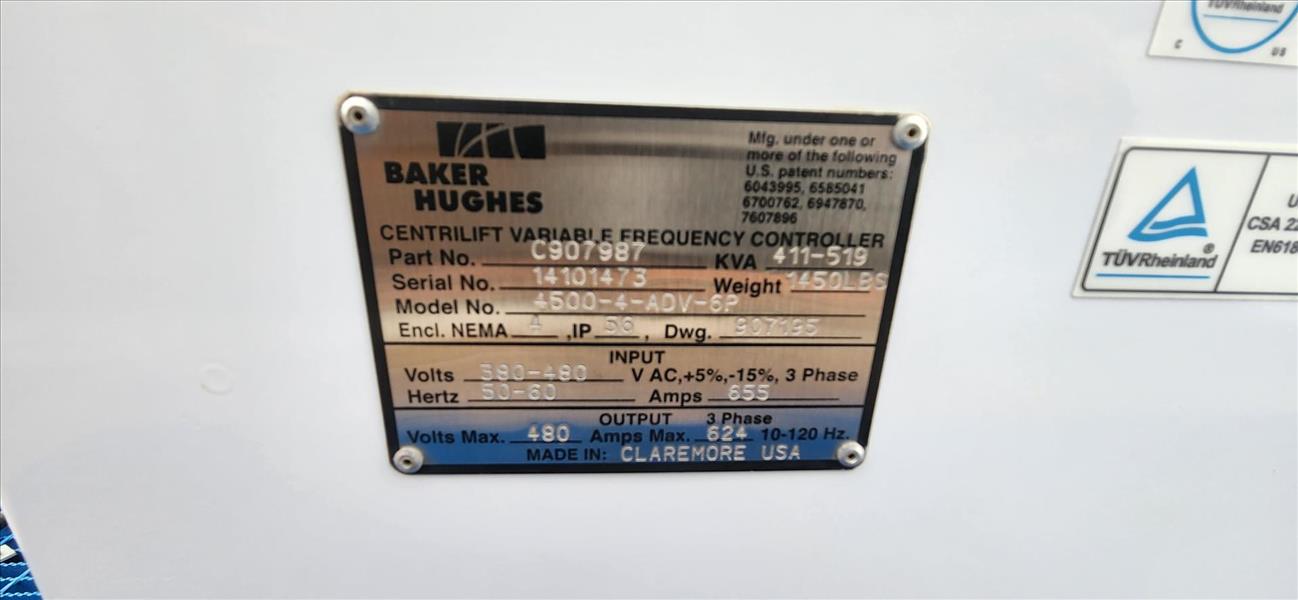 TÜVRheinland
C US
BAKER
HUGHES
Mfg. under one or
more of the following
U.S. patent numbers:
6043995, 6585041
6700762, 6947870,
7607896
CENTRILIFT VARIABLE FREQUENCY CONTROLLER
Part No. C907987 KVA 411-519
Serial No. 14101473 Weight 1450LBS
Model No. 4500-4-ADV-6P
Encl. NEMA 4 ,IP 56 , Dwg. 907195
INPUT
Volts 380-480 V AC,+5%,-15%, 3 Phase
Hertz 50-60 Amps 655
OUTPUT 3 Phase
Volts Max. 480 Amps Max. 624 10-120 Hz.
MADE IN: CLAREMORE USA
TÜVRheinland ®
U
CSA 22
EN618